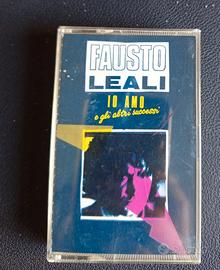 FAUSTO
LEALI
IO AMO
e gli altri successi